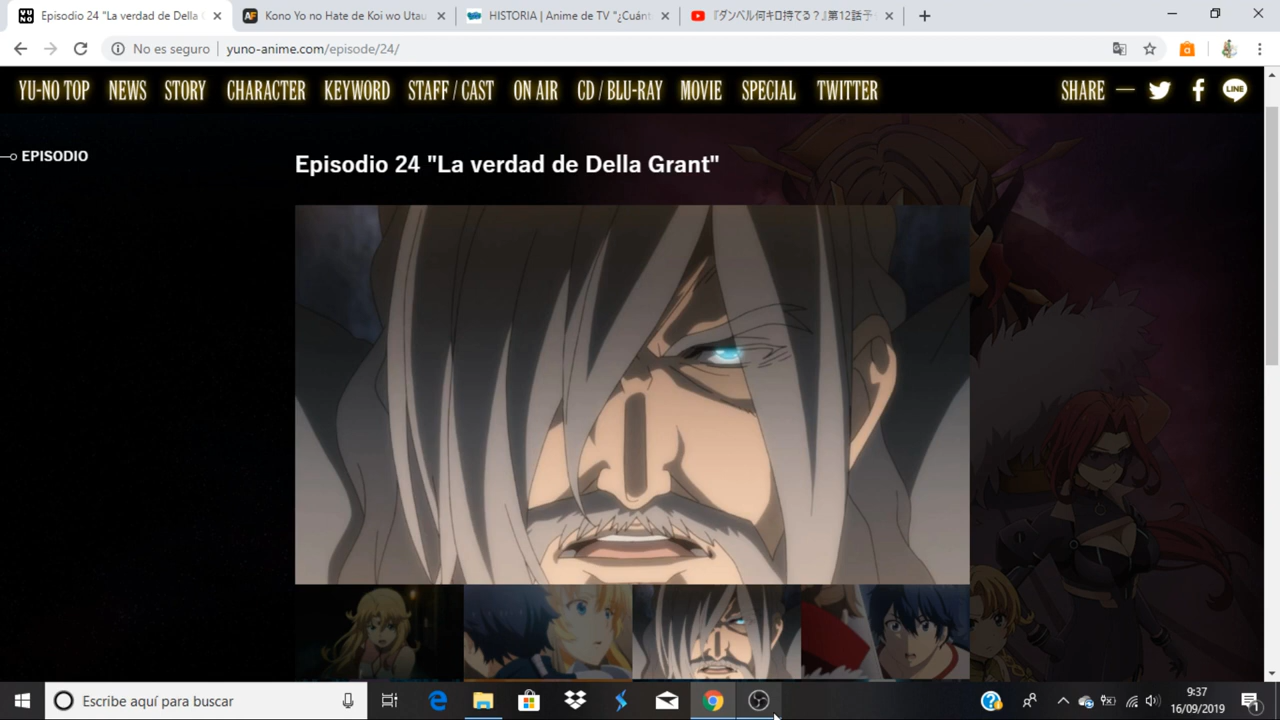 Episodio 24 "La verdad de Della G
Kono Yo no Hate de Koi wo Utau
HISTORIA | Anime de TV "¿Cuánt
『ダンベル何キロ持てる？』第12話予
No es seguro
yuno-anime.com/episode/24/
YU-NO TOP NEWS STORY CHARACTER KEYWORD STAFF / CAST ON AIR CD / BLU-RAY MOVIE SPECIAL TWITTER SHARE LINE
EPISODIO
Episodio 24 "La verdad de Della Grant"
Escribe aquí para buscar
9:37
16/09/2019
1